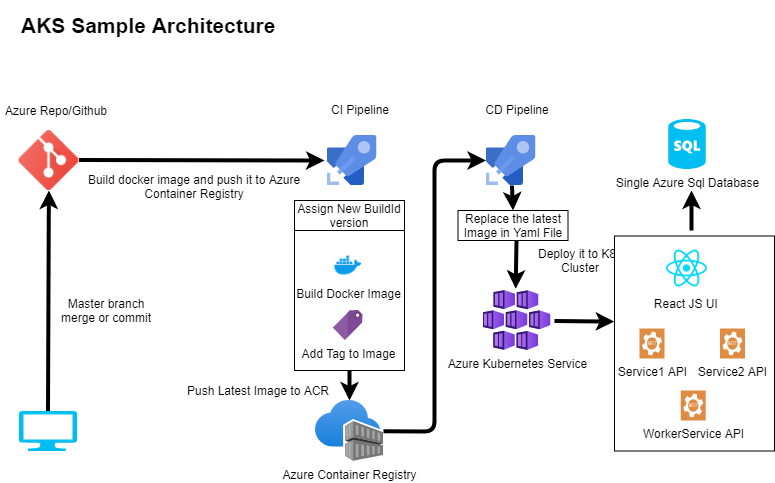 AKS Sample Architecture
Azure Repo/Github
CI Pipeline
CD Pipeline
SQL
Build docker image and push it to Azure
Container Registry
Single Azure Sql Database
Assign New BuildId
version
Replace the latest
Image in Yaml File
Deploy it to K8
Cluster
Master branch
merge or commit
Build Docker Image
React JS UI
Add Tag to Image
Azure Kubernetes Service
Service1 API
Service2 API
Push Latest Image to ACR
WorkerService API
Azure Container Registry